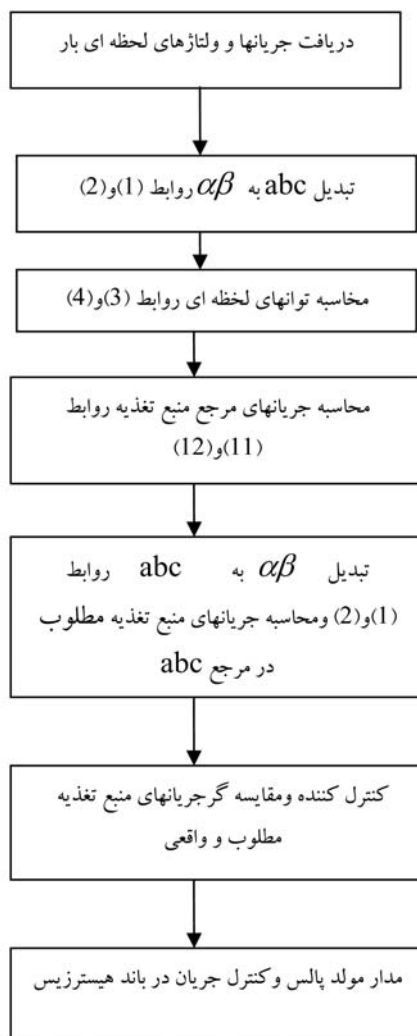 دریافت جریانها و ولتاژهای لحظه ای بار
تبدیل abc به αβ روابط (1)و(2)
مخاسبه توانهای لخظه ای روابط (3)و(4)
محاسبه جریانهای مرجع منبع تغذیه روابط
(11)و(12)
تبدیل αβ به abc روابط
(1)و(2) ومحاسبه جریانهای منبع تغذیه مطلوب
در مرجع abc
کنترل کننده ومقایسه گرجریانهای منبع تغذیه
مطلوب و واقعی
مدار مولد پالس وکنترل جریان در باند هیسترزیس